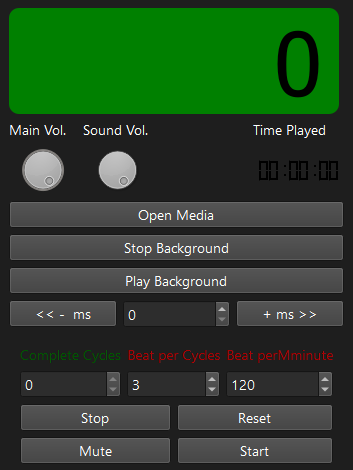 0
Main Vol. Sound Vol. Time Played
00:00:00
Open Media
Stop Background
Play Background
<< - ms 0 + ms >>
Complete Cycles Beat per Cycles Beat perMminute
0 3 120
Stop Reset
Mute Start